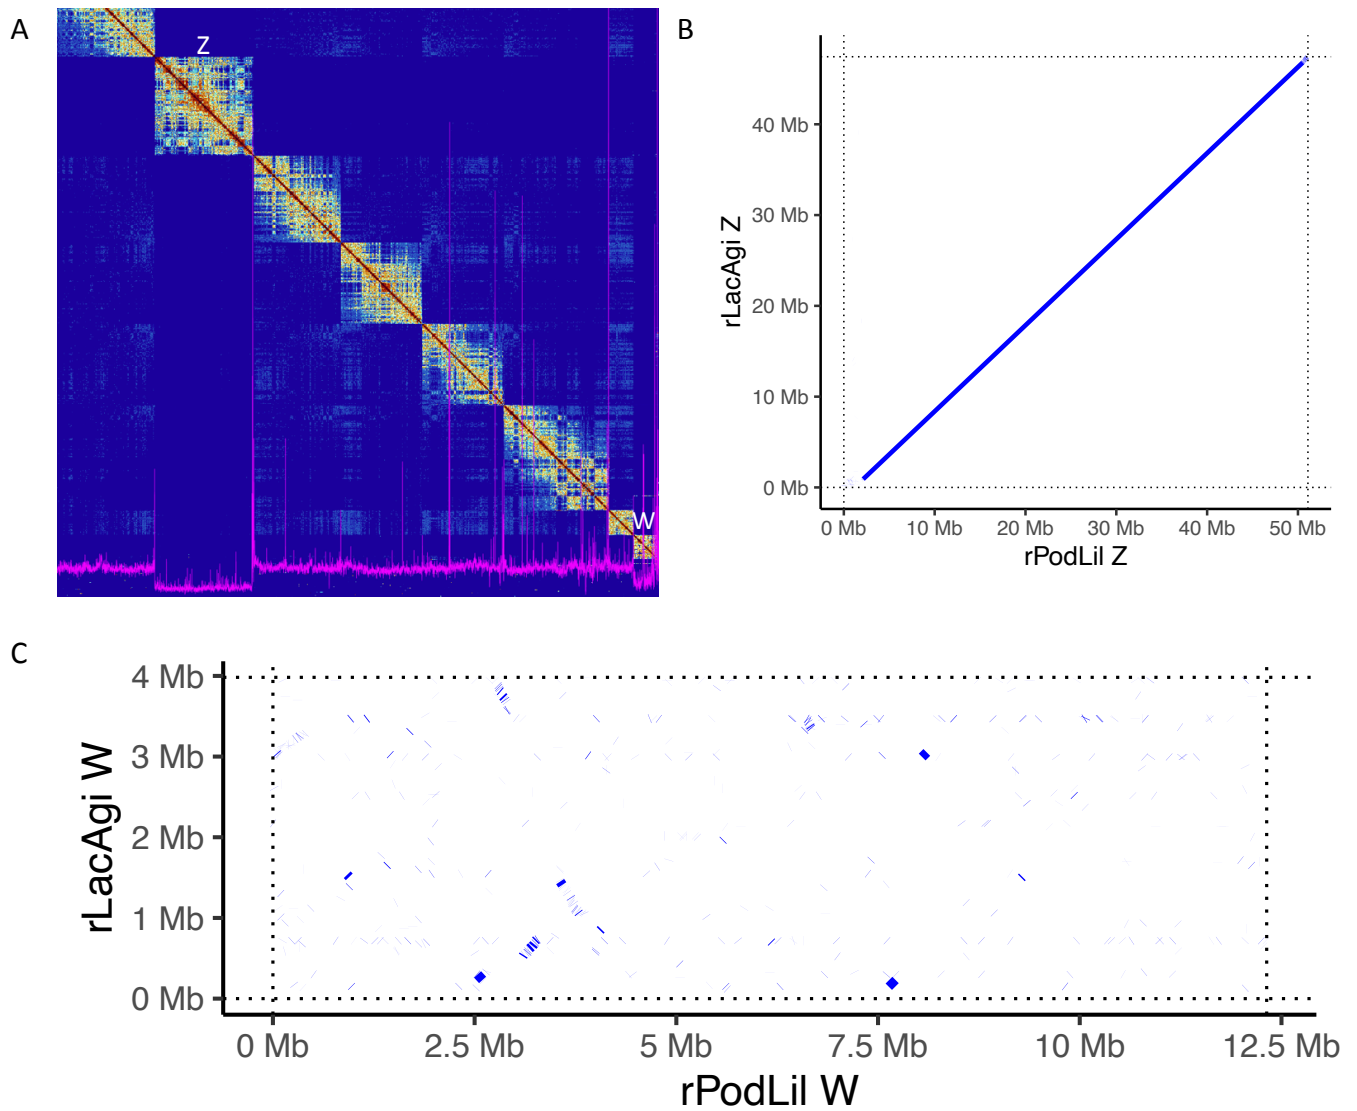 A
Z
W
B
rLacAgi Z
40 Mb
30 Mb
20 Mb
10 Mb
0 Mb
0 Mb 10 Mb 20 Mb 30 Mb 40 Mb 50 Mb
rPodLil Z
C
rLacAgi W
4 Mb
3 Mb
2 Mb
1 Mb
0 Mb
0 Mb 2.5 Mb 5 Mb 7.5 Mb 10 Mb 12.5 Mb
rPodLil W